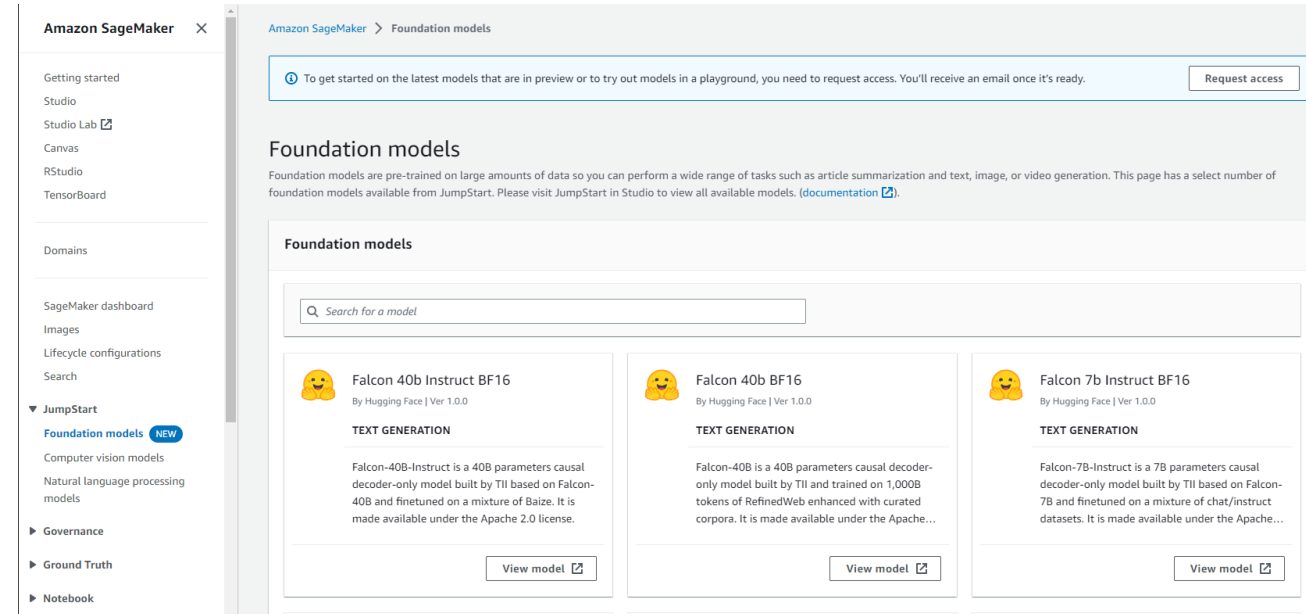 Amazon SageMaker
Getting started
Studio
Studio Lab
Canvas
RStudio
TensorBoard
Domains
SageMaker dashboard
Images
Lifecycle configurations
Search
JumpStart
Foundation models NEW
Computer vision models
Natural language processing
models
Governance
Ground Truth
Notebook
Amazon SageMaker > Foundation models
To get started on the latest models that are in preview or to try out models in a playground, you need to request access. You'll receive an email once it's ready.
Request access
Foundation models
Foundation models are pre-trained on large amounts of data so you can perform a wide range of tasks such as article summarization and text, image, or video generation. This page has a select number of
foundation models available from JumpStart. Please visit JumpStart in Studio to view all available models. (documentation ).
Foundation models
Search for a model
Falcon 40b Instruct BF16
By Hugging Face | Ver 1.0.0
TEXT GENERATION
Falcon-40B-Instruct is a 40B parameters causal
decoder-only model built by TII based on Falcon-
40B and finetuned on a mixture of Baize. It is
made available under the Apache 2.0 license.
View model
Falcon 40b BF16
By Hugging Face | Ver 1.0.0
TEXT GENERATION
Falcon-40B is a 40B parameters causal decoder-
only model built by TII and trained on 1,000B
tokens of RefinedWeb enhanced with curated
corpora. It is made available under the Apache...
View model
Falcon 7b Instruct BF16
By Hugging Face | Ver 1.0.0
TEXT GENERATION
Falcon-7B-Instruct is a 7B parameters causal
decoder-only model built by TII based on Falcon-
7B and finetuned on a mixture of chat/instruct
datasets. It is made available under the Apache...
View model